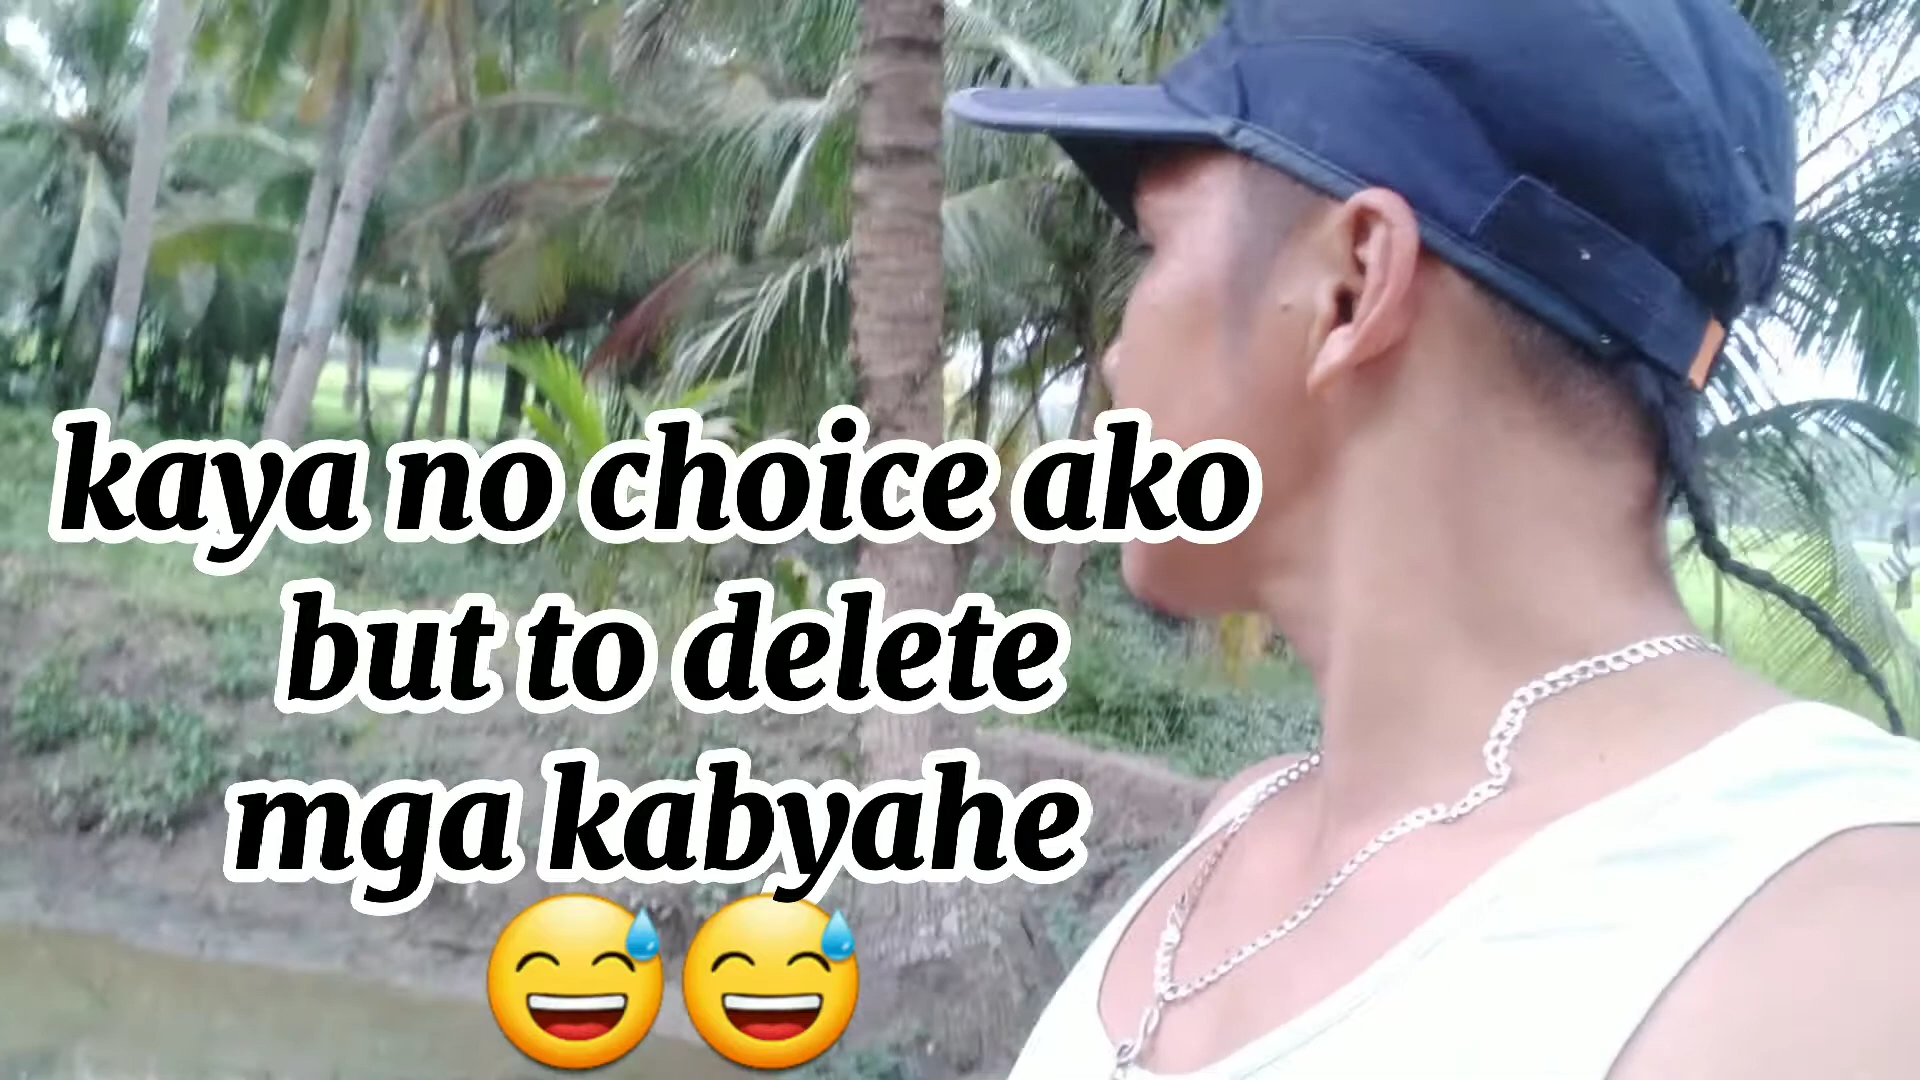 kaya no choice ako
but to delete
mga kabyahe
😅😅